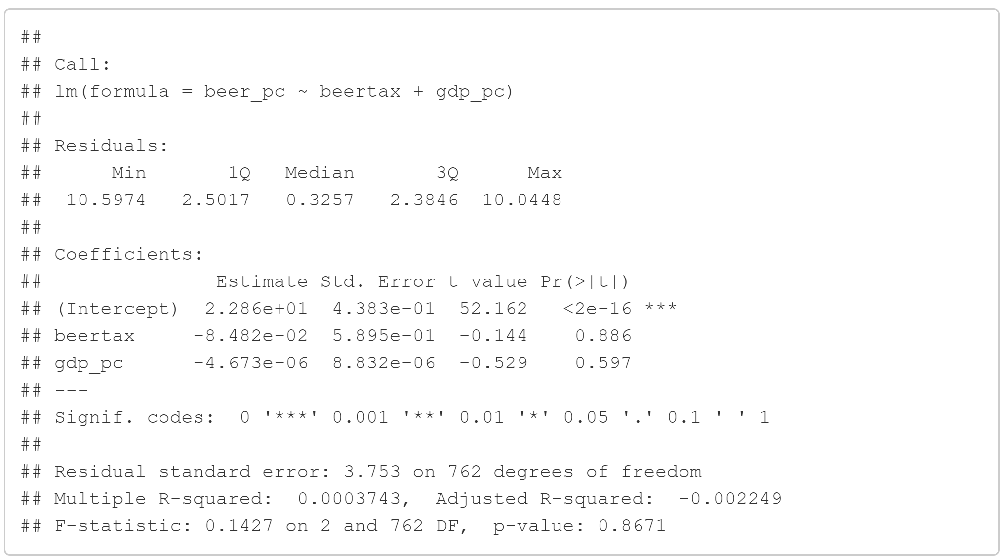 ##
## Call:
## lm(formula = beer_pc ~ beertax + gdp_pc)
##
## Residuals:
##      Min       1Q   Median       3Q      Max
## -10.5974  -2.5017  -0.3257   2.3846  10.0448
##
## Coefficients:
##               Estimate Std. Error t value Pr(>|t|)
## (Intercept)  2.286e+01  4.383e-01  52.162   <2e-16 ***
## beertax     -8.482e-02  5.895e-01  -0.144    0.886
## gdp_pc      -4.673e-06  8.832e-06  -0.529    0.597
## ---
## Signif. codes:  0 '***' 0.001 '**' 0.01 '*' 0.05 '.' 0.1 ' ' 1
##
## Residual standard error: 3.753 on 762 degrees of freedom
## Multiple R-squared:  0.0003743,  Adjusted R-squared:  -0.002249
## F-statistic: 0.1427 on 2 and 762 DF,  p-value: 0.8671